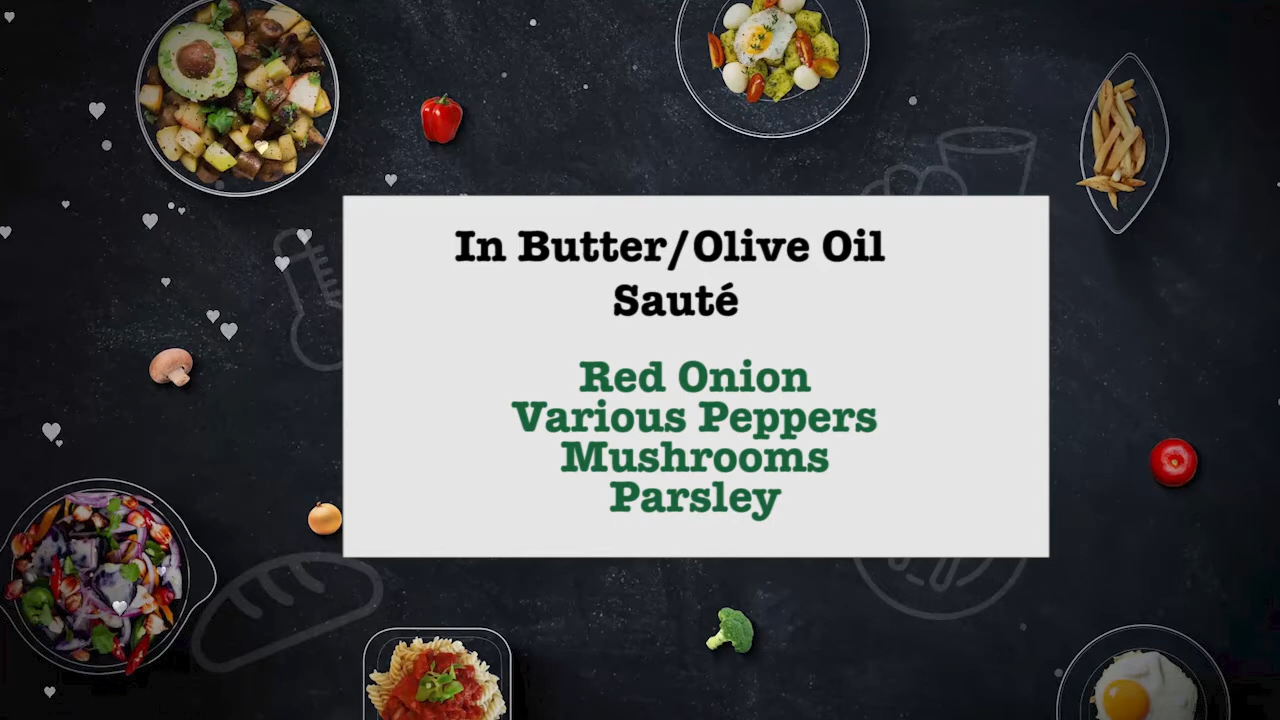 In Butter/Olive Oil
Sauté
Red Onion
Various Peppers
Mushrooms
Parsley